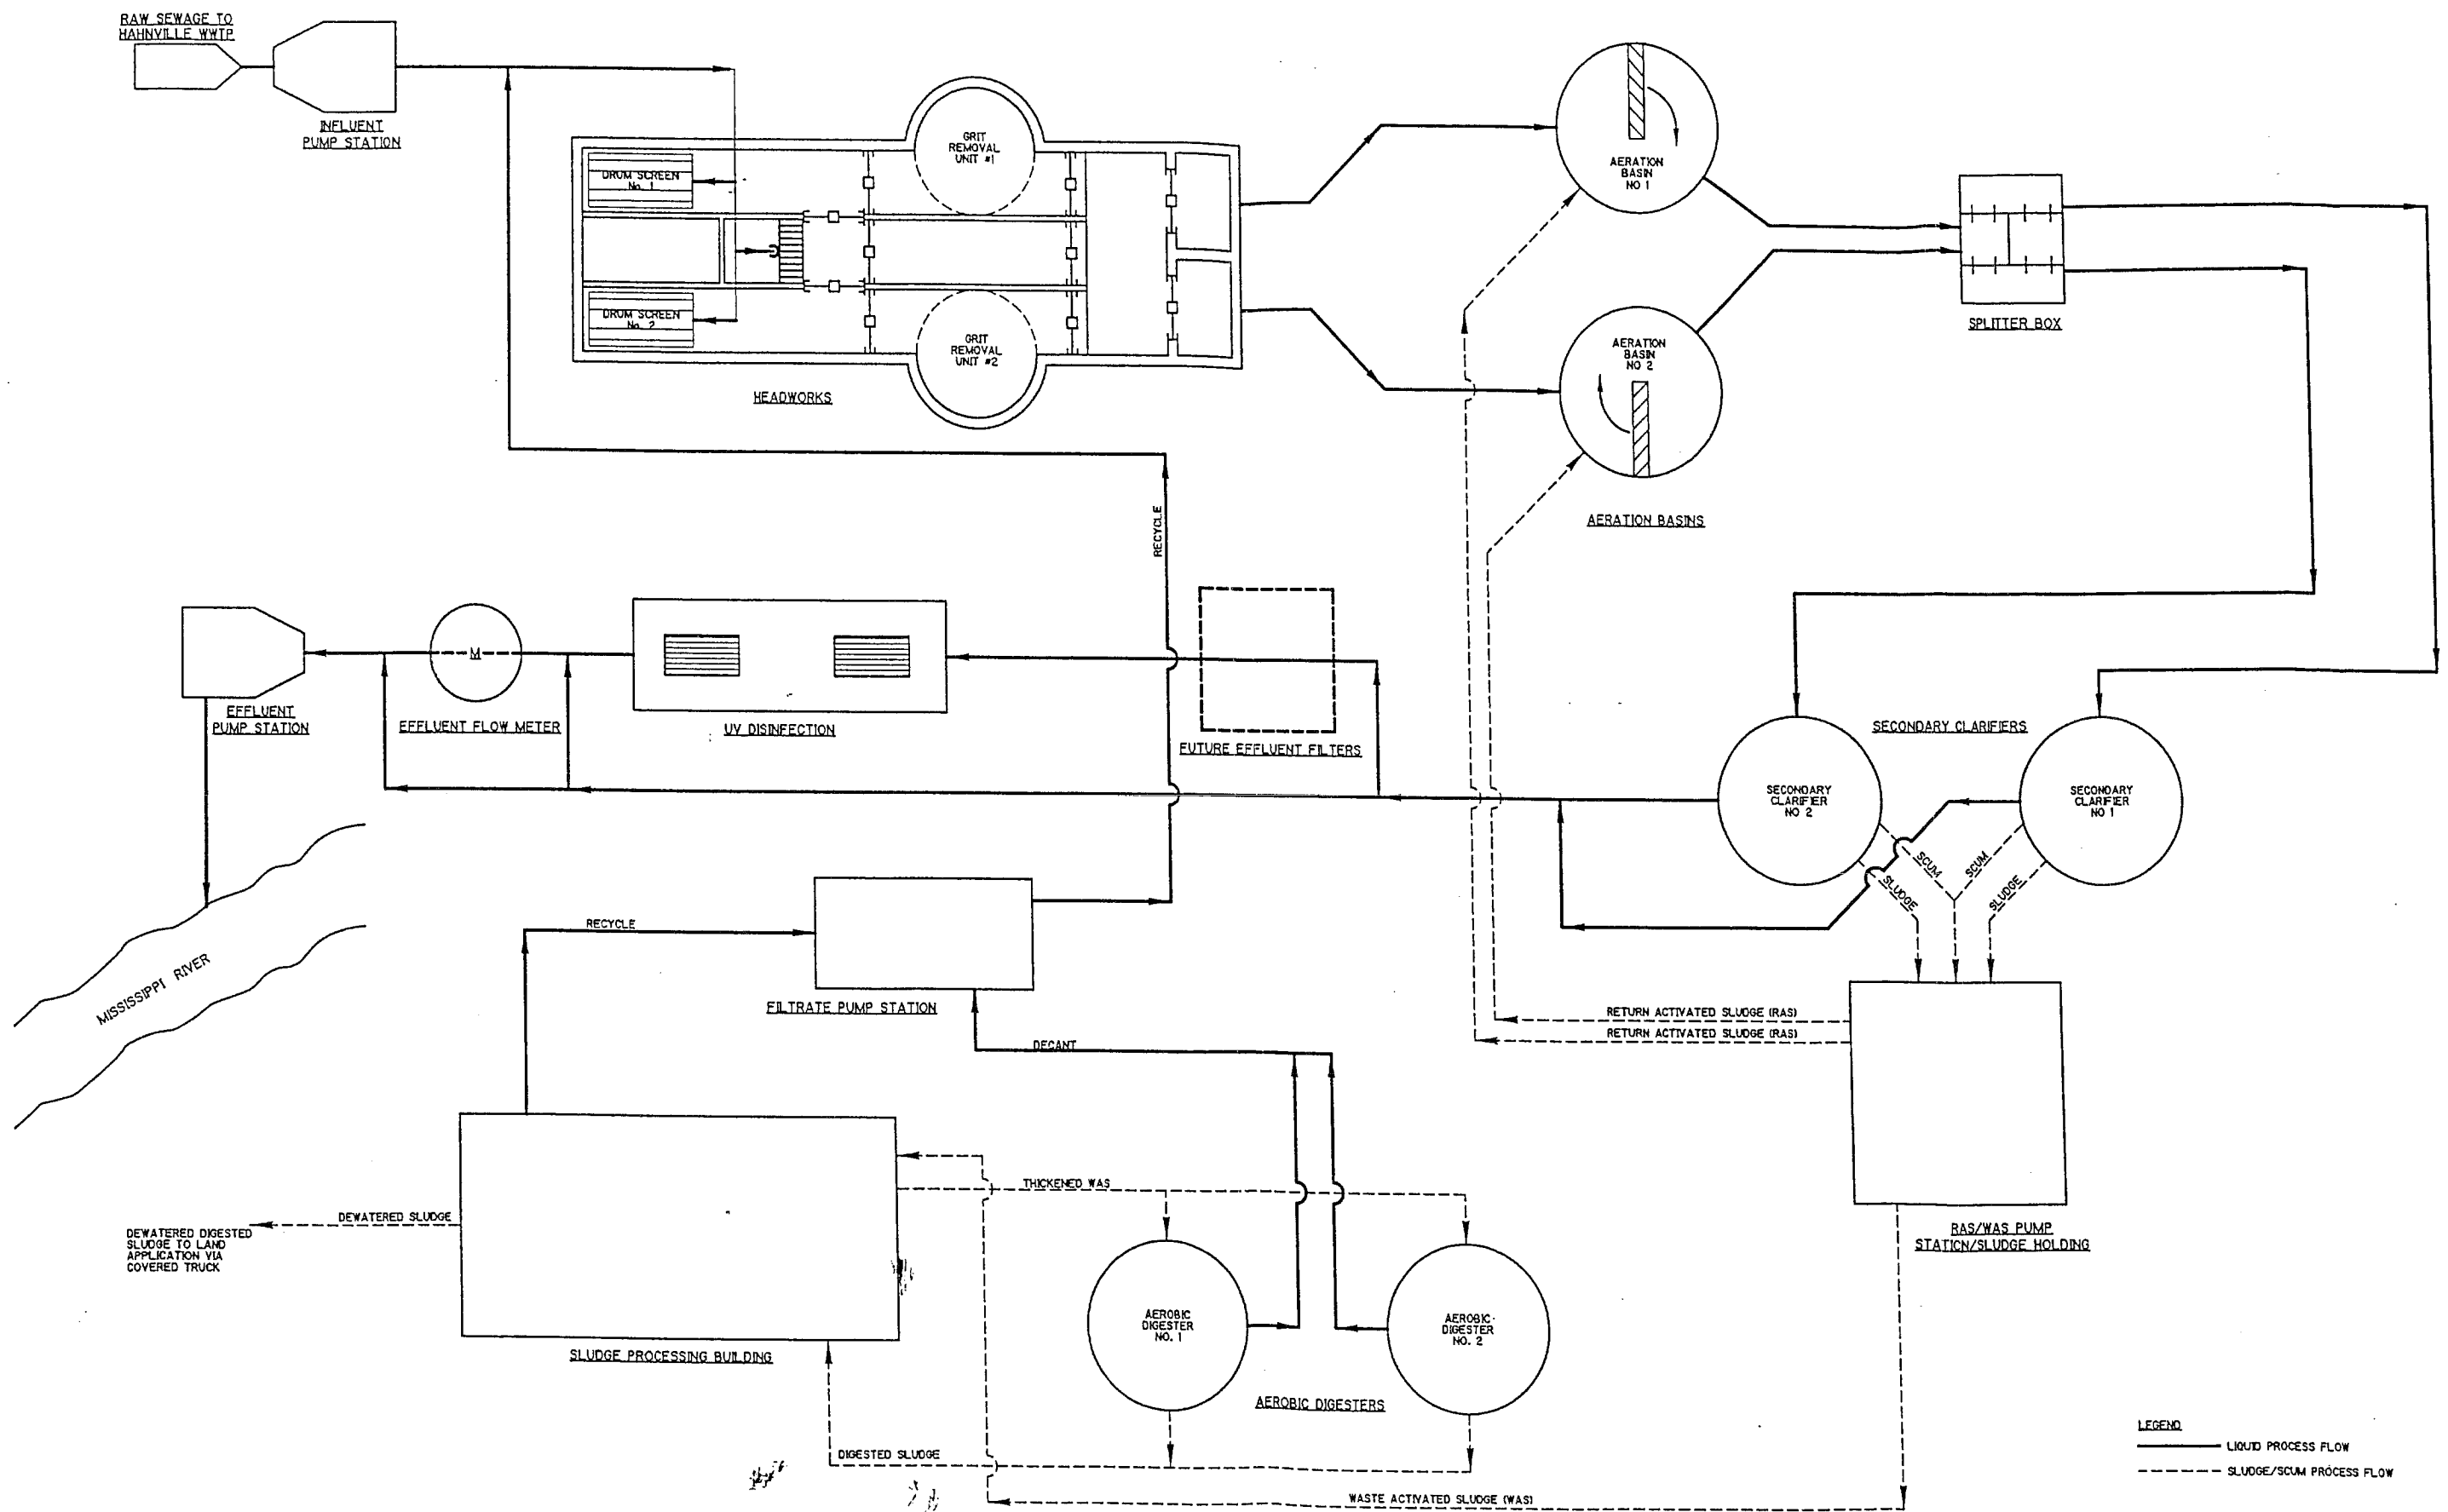 RAW SEWAGE TO
HAHNVILLE WWTP
INFLUENT
PUMP STATION
DRUM SCREEN
No. 1
DRUM SCREEN
No. 2
GRIT
REMOVAL
UNIT #1
GRIT
REMOVAL
UNIT #2
HEADWORKS
AERATION
BASIN
NO 1
AERATION
BASIN
NO 2
AERATION BASINS
SPLITTER BOX
RECYCLE
EFFLUENT
PUMP STATION
M
EFFLUENT FLOW METER
UV DISINFECTION
FUTURE EFFLUENT FILTERS
SECONDARY CLARIFIERS
SECONDARY
CLARIFIER
NO 2
SECONDARY
CLARIFIER
NO 1
SCUM
SCUM
SLUDGE
SLUDGE
MISSISSIPPI RIVER
RECYCLE
FILTRATE PUMP STATION
DECANT
RETURN ACTIVATED SLUDGE (RAS)
RETURN ACTIVATED SLUDGE (RAS)
THICKENED WAS
DEWATERED SLUDGE
DEWATERED DIGESTED
SLUDGE TO LAND
APPLICATION VIA
COVERED TRUCK
RAS/WAS PUMP
STATION/SLUDGE HOLDING
AEROBIC
DIGESTER
NO. 1
AEROBIC
DIGESTER
NO. 2
SLUDGE PROCESSING BUILDING
AEROBIC DIGESTERS
DIGESTED SLUDGE
WASTE ACTIVATED SLUDGE (WAS)
LEGEND
LIQUID PROCESS FLOW
SLUDGE/SCUM PROCESS FLOW